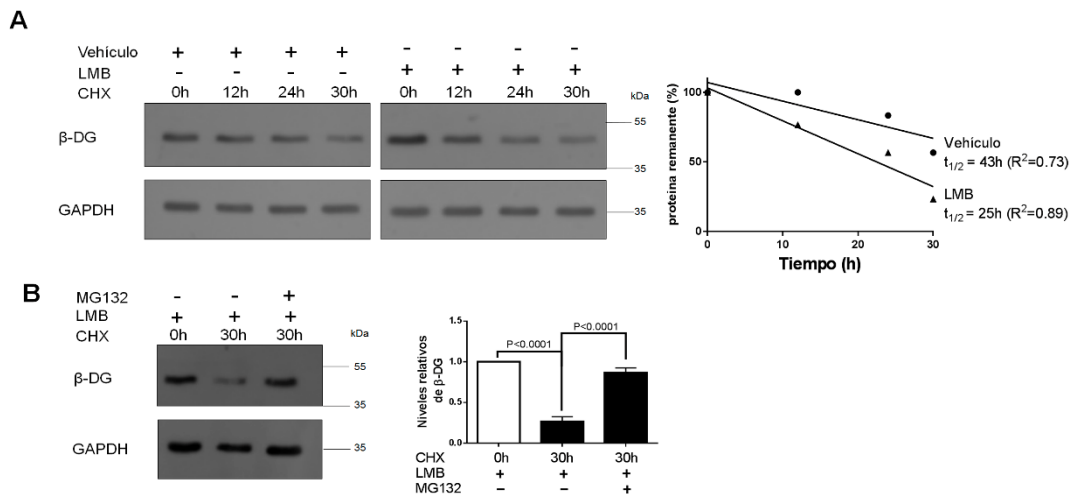 A
Vehículo + + + + - - - -
LMB - - - - + + + +
CHX 0h 12h 24h 30h 0h 12h 24h 30h kDa
β-DG
55
35
GAPDH
35
proteína remanente (%)
100
50
0
0 10 20 30
Tiempo (h)
Vehículo
t1/2 = 43h (R²=0.73)
LMB
t1/2 = 25h (R²=0.89)
B
MG132 - - +
LMB + + +
CHX 0h 30h 30h kDa
β-DG
55
35
GAPDH
35
Niveles relativos
de β-DG
1.5
1.0
0.5
0.0
P<0.0001
P<0.0001
CHX 0h 30h 30h
LMB + + +
MG132 – – +